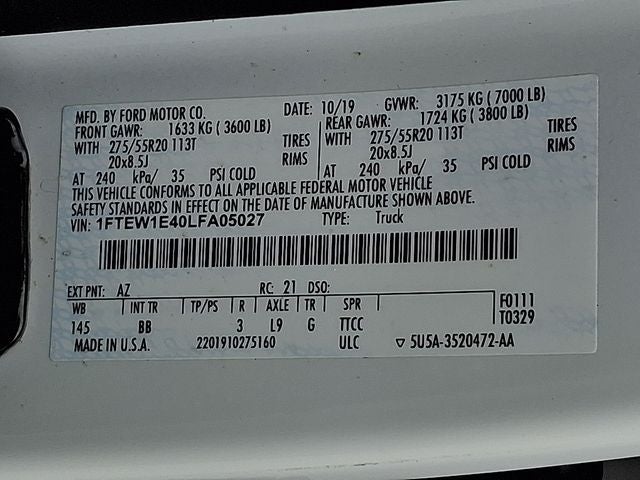 MFD. BY FORD MOTOR CO. DATE: 10/19 GVWR: 3175 KG ( 7000 LB)
FRONT GAWR: 1633 KG ( 3600 LB) REAR GAWR: 1724 KG ( 3800 LB)
WITH 275/55R20 113T TIRES 275/55R20 113T TIRES
20x8.5J RIMS WITH 20x8.5J RIMS
AT 240 kPa/ 35 PSI COLD AT 240 kPa/ 35 PSI COLD
THIS VEHICLE CONFORMS TO ALL APPLICABLE FEDERAL MOTOR VEHICLE
SAFETY STANDARDS IN EFFECT ON THE DATE OF MANUFACTURE SHOWN ABOVE.
VIN: 1FTEW1E40LFA05027 TYPE: Truck
EXT PNT: AZ RC: 21 DSO:
WB INT TR TP/PS R AXLE TR SPR F0111
145 BB 3 L9 G TTCC T0329
MADE IN U.S.A. 2201910275160 ULC ▽ 5U5A-3520472-AA